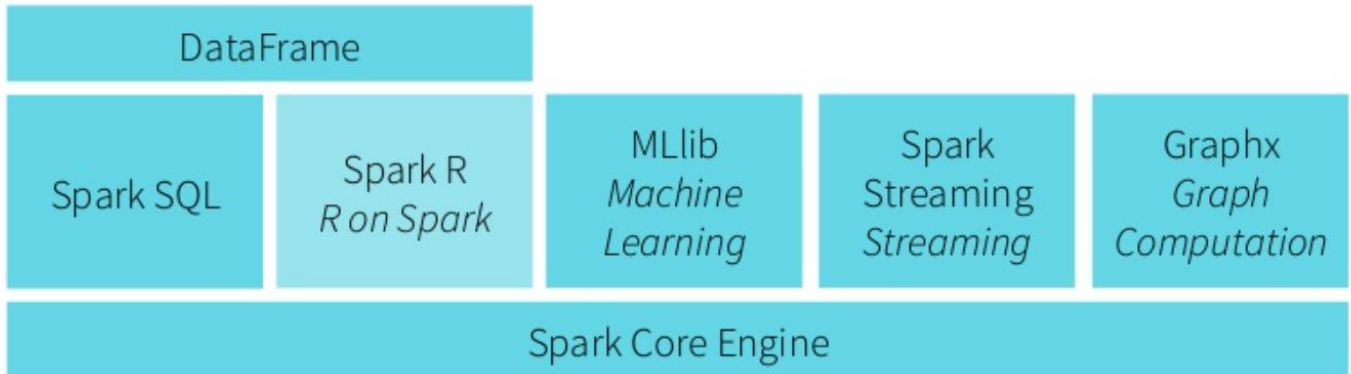 DataFrame
Spark SQL
Spark R
R on Spark
MLlib
Machine
Learning
Spark
Streaming
Streaming
Graphx
Graph
Computation
Spark Core Engine